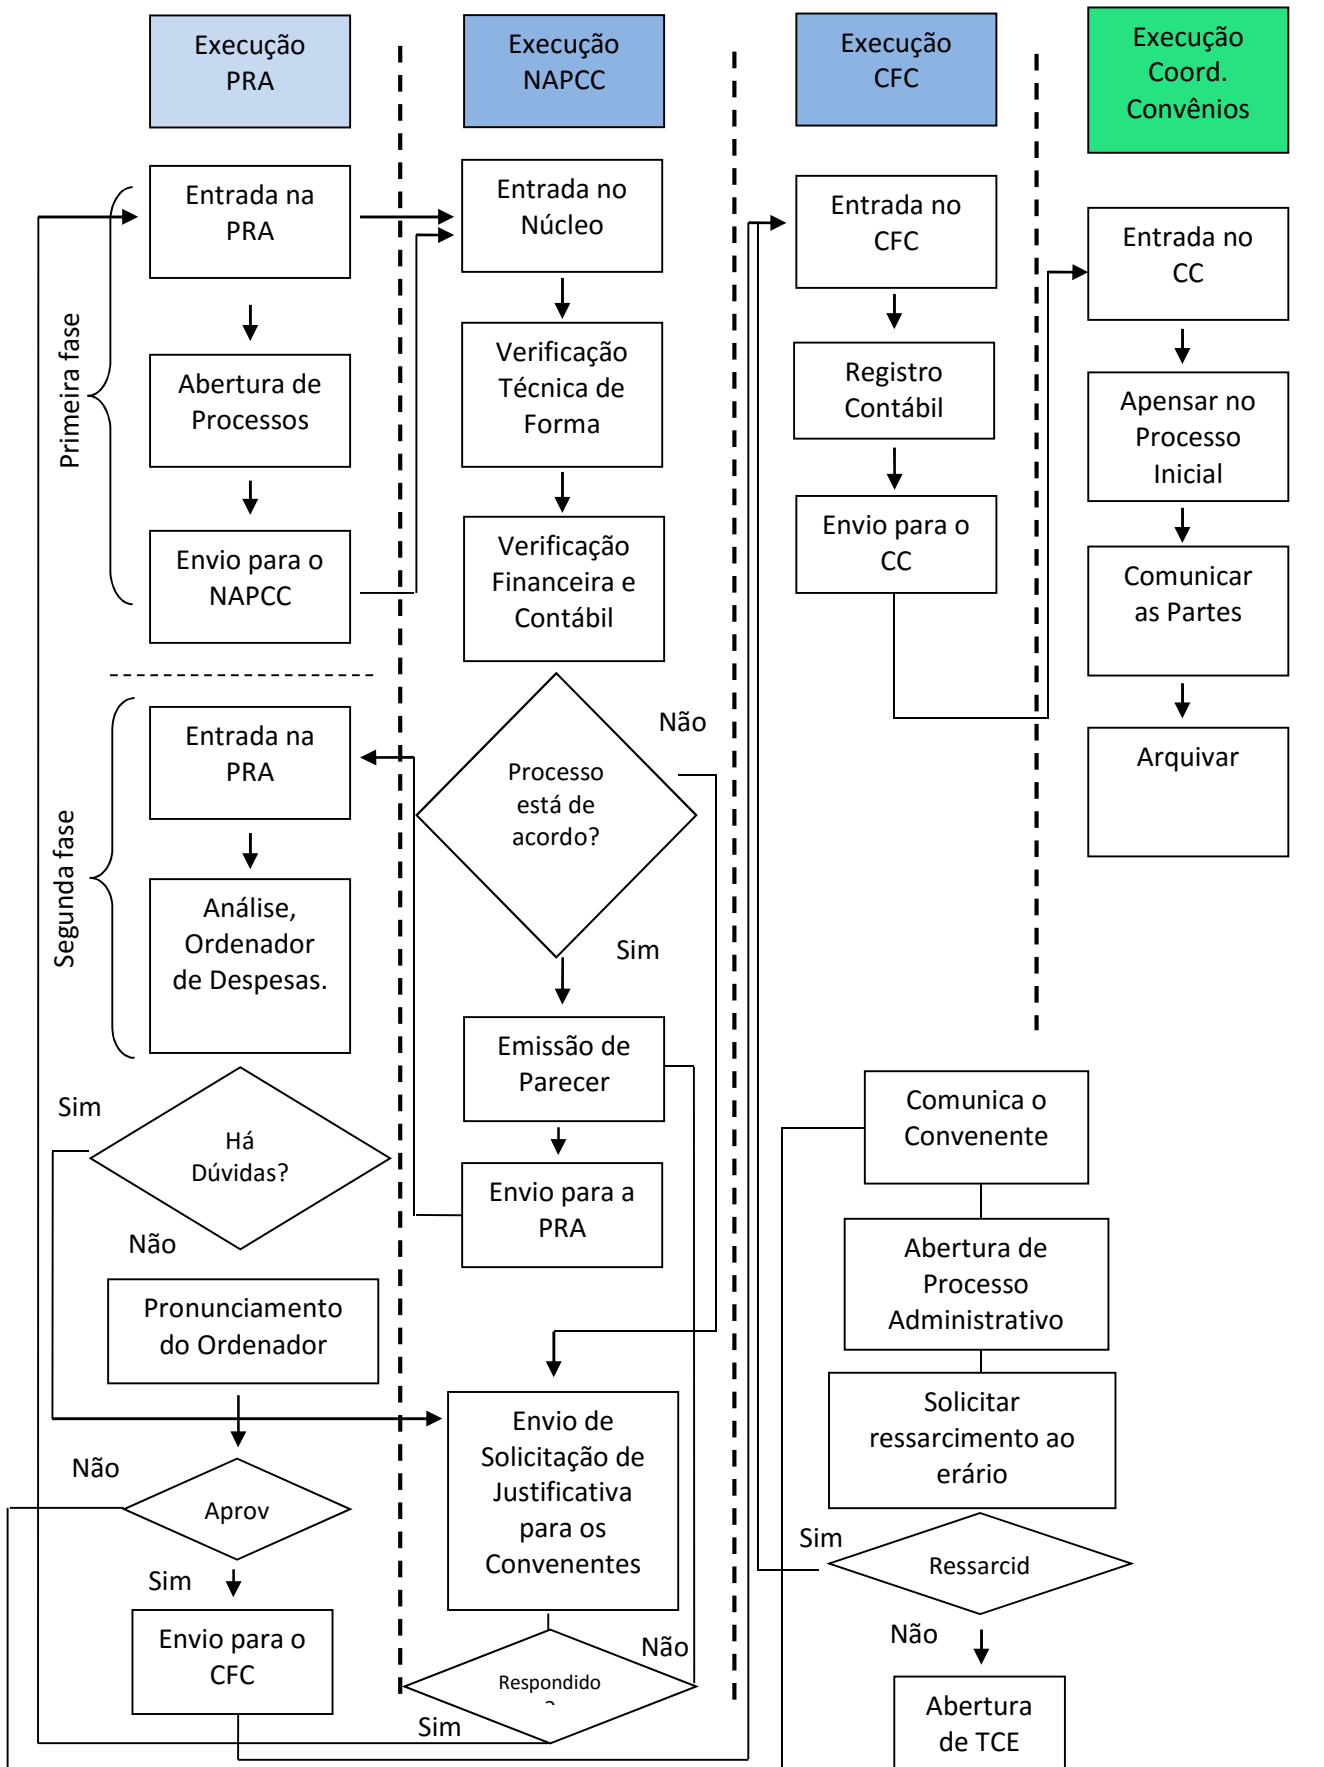 Execução
PRA
Execução
NAPCC
Execução
CFC
Execução
Coord.
Convênios
Primeira fase
Entrada na
PRA
Abertura de
Processos
Envio para o
NAPCC
Segunda fase
Entrada na
PRA
Análise,
Ordenador
de Despesas.
Sim
Há
Dúvidas?
Não
Pronunciamento
do Ordenador
Não
Aprov
Sim
Envio para o
CFC
Entrada no
Núcleo
Verificação
Técnica de
Forma
Verificação
Financeira e
Contábil
Não
Processo
está de
acordo?
Sim
Emissão de
Parecer
Envio para a
PRA
Envio de
Solicitação de
Justificativa
para os
Convenentes
Não
Respondido
Sim
Entrada no
CFC
Registro
Contábil
Envio para o
CC
Entrada no
CC
Apensar no
Processo
Inicial
Comunicar
as Partes
Arquivar
Comunica o
Convenente
Abertura de
Processo
Administrativo
Solicitar
ressarcimento ao
erário
Sim
Ressarcid
Não
Abertura
de TCE